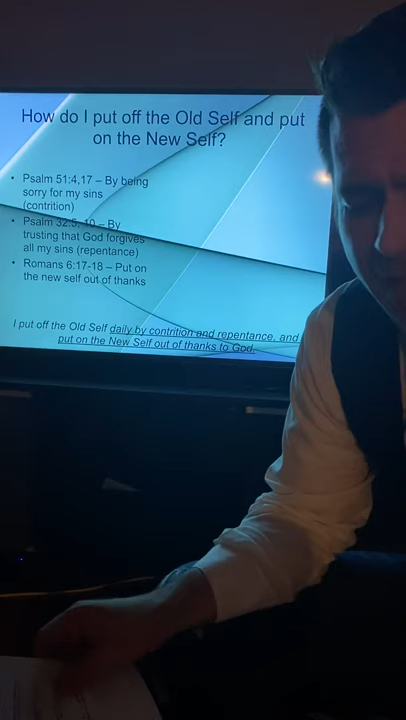 How do I put off the Old Self and put
on the New Self?
• Psalm 51:4,17 – By being
sorry for my sins
(contrition)
• Psalm 32:5, 10 – By
trusting that God forgives
all my sins (repentance)
• Romans 6:17-18 – Put on
the new self out of thanks
I put off the Old Self daily by contrition and repentance, and
put on the New Self out of thanks to God.